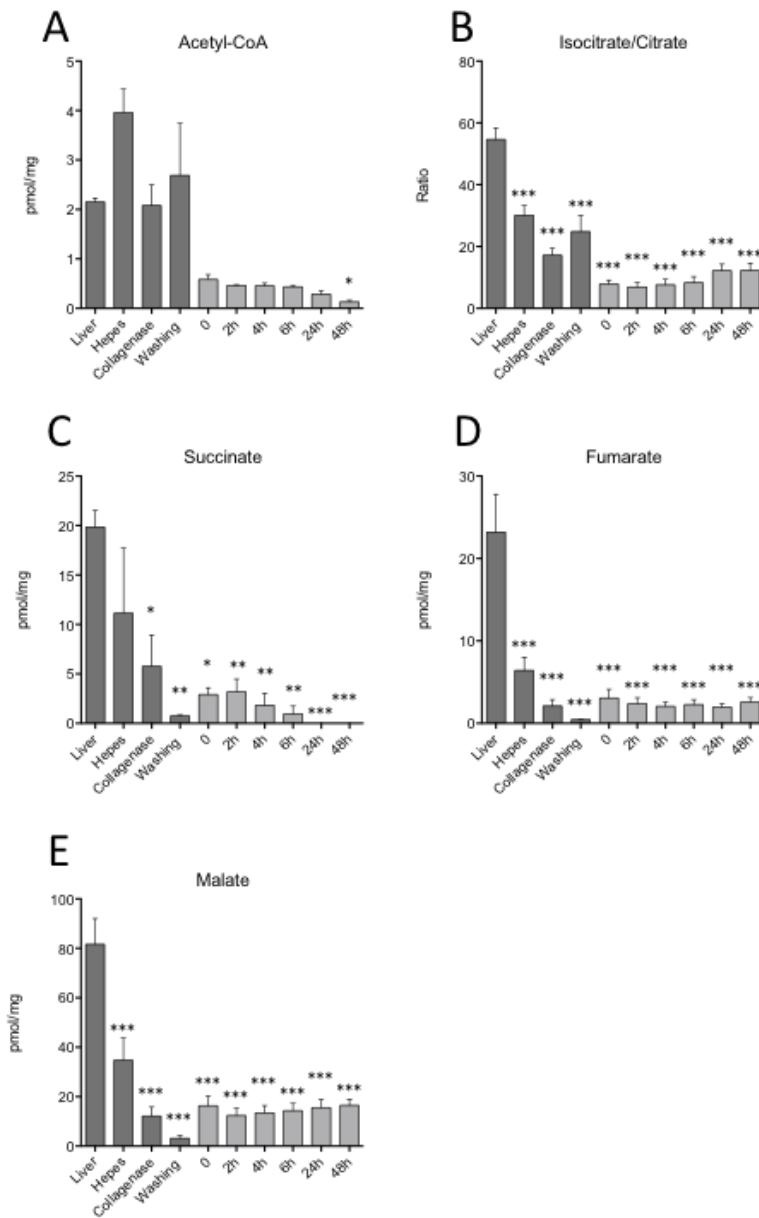 A
Acetyl-CoA
5
4
3
2
1
0
pmol/mg
*
Liver
Hepes
Collagenase
Washing
0
2h
4h
6h
24h
48h
B
Isocitrate/Citrate
80
60
40
20
0
Ratio
***
***
***
***
***
***
***
***
***
Liver
Hepes
Collagenase
Washing
0
2h
4h
6h
24h
48h
C
Succinate
25
20
15
10
5
0
pmol/mg
*
**
*
**
**
**
***
***
Liver
Hepes
Collagenase
Washing
0
2h
4h
6h
24h
48h
D
Fumarate
30
20
10
0
pmol/mg
***
***
***
***
***
***
***
***
***
Liver
Hepes
Collagenase
Washing
0
2h
4h
6h
24h
48h
E
Malate
100
80
60
40
20
0
pmol/mg
***
***
***
***
***
***
***
***
***
Liver
Hepes
Collagenase
Washing
0
2h
4h
6h
24h
48h